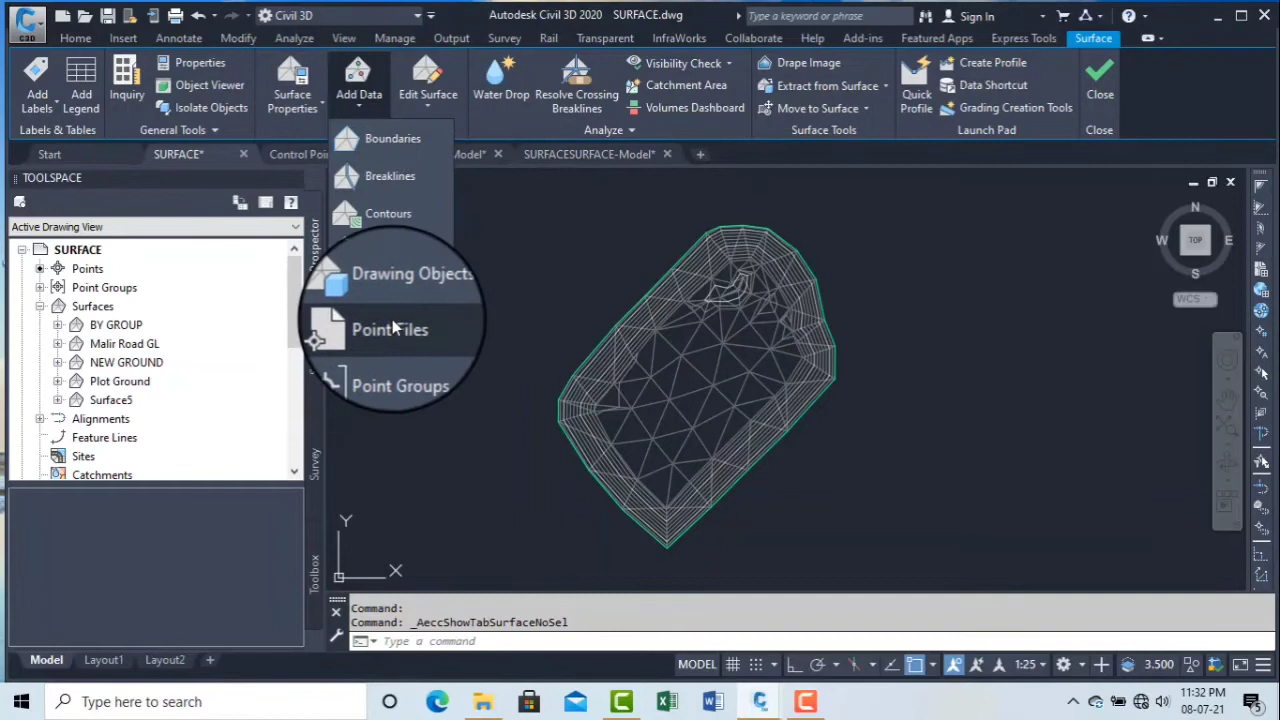 Civil 3D
Autodesk Civil 3D 2020 SURFACE.dwg
Type a keyword or phrase
Sign In
C3D
Home Insert Annotate Modify Analyze View Manage Output Survey Rail Transparent InfraWorks Collaborate Help Add-ins Featured Apps Express Tools Surface
Add Labels
Add Legend
Labels & Tables
Inquiry
Properties
Object Viewer
Isolate Objects
General Tools
Surface Properties
Add Data
Edit Surface
Water Drop
Resolve Crossing Breaklines
Visibility Check
Catchment Area
Volumes Dashboard
Analyze
Drape Image
Extract from Surface
Move to Surface
Surface Tools
Quick Profile
Create Profile
Data Shortcut
Grading Creation Tools
Launch Pad
Close
Close
Start SURFACE* Control Poi Model* SURFACESURFACE-Model*
Boundaries
Breaklines
Contours
Drawing Objects
Point Files
Point Groups
TOOLSPACE
Active Drawing View
SURFACE
Points
Point Groups
Surfaces
BY GROUP
Malir Road GL
NEW GROUND
Plot Ground
Surface5
Alignments
Feature Lines
Sites
Catchments
rospector
Survey
Toolbox
N
W TOP E
S
WCS
Y
X
Command:
Command: _AeccShowTabSurfaceNoSel
Type a command
Model Layout1 Layout2
MODEL 1:25 3.500
Type here to search
11:32 PM
08-07-21
5